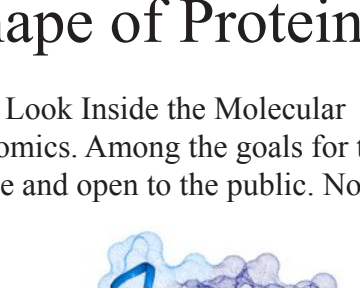 ape of Protein
Look Inside the Molecular
omics. Among the goals for
e and open to the public. No